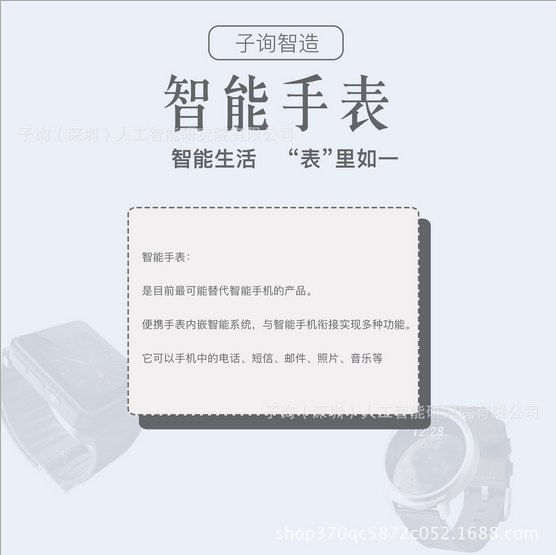 子询智造
智能手表
子询（深圳）人工智能研究院有限公司
智能生活 “表”里如一
智能手表：
是目前最可能替代智能手机的产品。
便携手表内嵌智能系统，与智能手机衔接实现多种功能。
它可以手机中的电话、短信、邮件、照片、音乐等
子询（深圳）人工智能研究院有限公司
12:28
shop370qc5872c052.1688.com